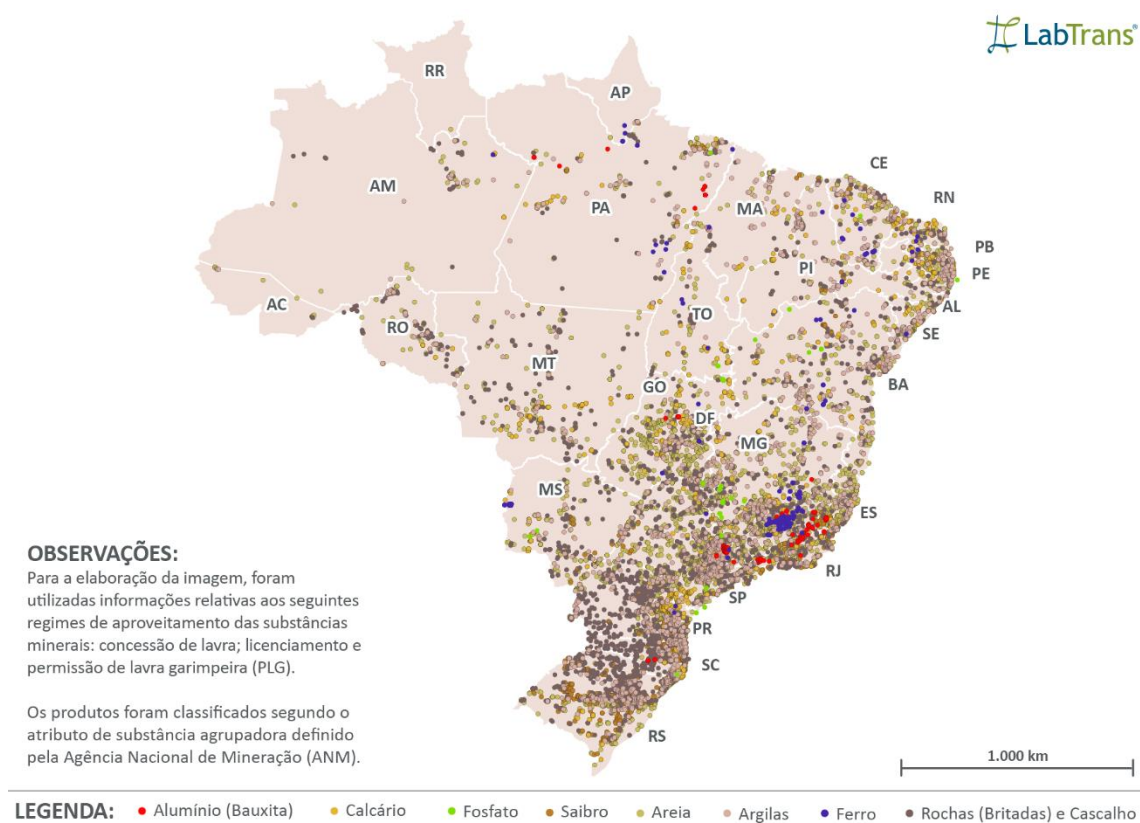 LabTrans
RR
AP
AM
PA
MA
CE
RN
PB
PE
PI
AL
SE
AC
RO
TO
MT
BA
GO
DF
MG
MS
ES
RJ
SP
PR
SC
RS
OBSERVAÇÕES:
Para a elaboração da imagem, foram
utilizadas informações relativas aos seguintes
regimes de aproveitamento das substâncias
minerais: concessão de lavra; licenciamento e
permissão de lavra garimpeira (PLG).
Os produtos foram classificados segundo o
atributo de substância agrupadora definido
pela Agência Nacional de Mineração (ANM).
1.000 km
LEGENDA: Alumínio (Bauxita) Calcário Fosfato Saibro Areia Argilas Ferro Rochas (Britadas) e Cascalho